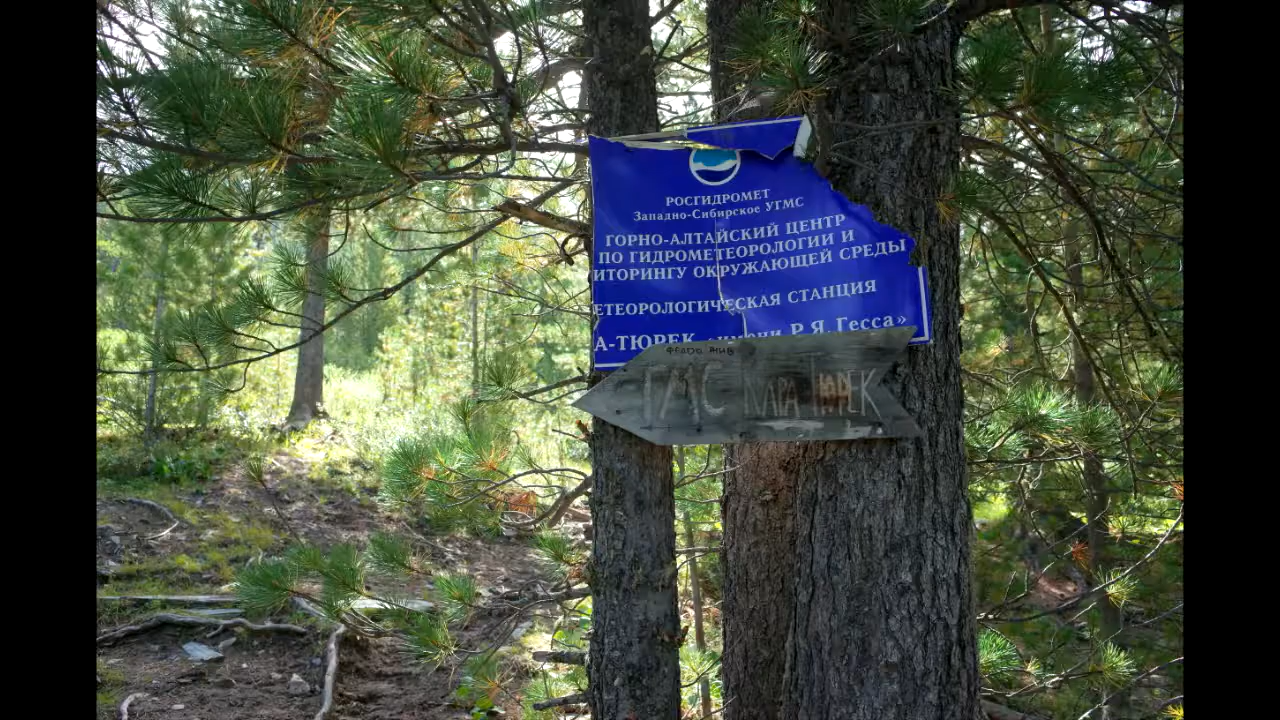 РОСГИДРОМЕТ
Западно-Сибирское УГМС
ГОРНО-АЛТАЙСКИЙ ЦЕНТР
ПО ГИДРОМЕТЕОРОЛОГИИ И
ИТОРИНГУ ОКРУЖАЮЩЕЙ СРЕДЫ
ЕТЕОРОЛОГИЧЕСКАЯ СТАНЦИЯ
А-ТЮРЕК имени Р.Я. Гесса»
ГМС КАРА ТЮРЕК